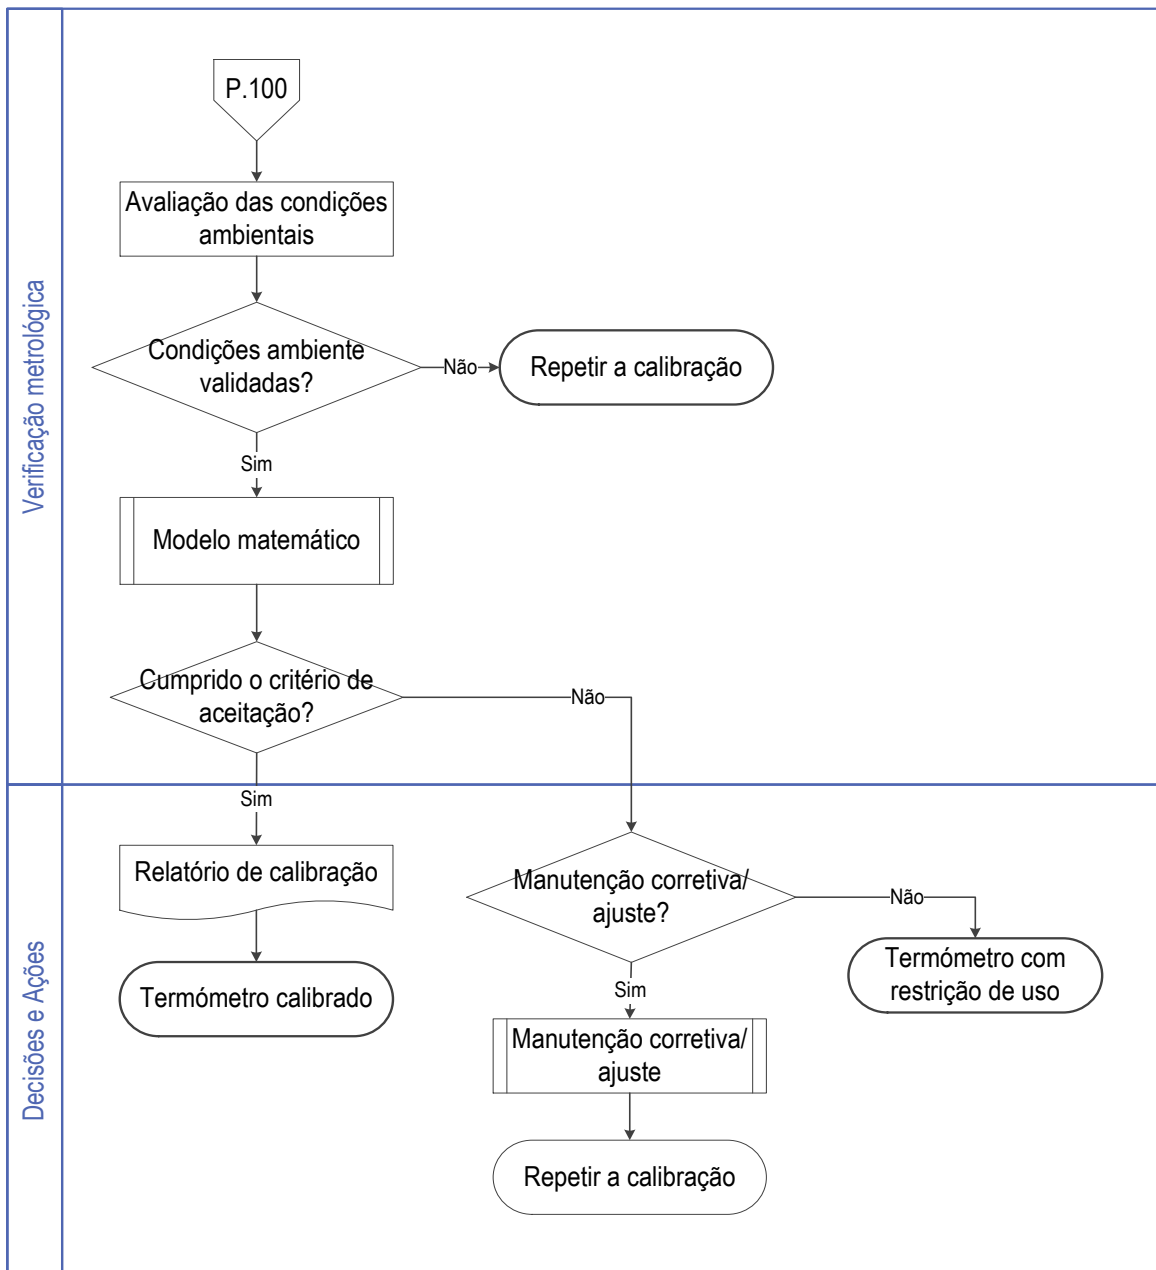 P.100
Avaliação das condições
ambientais
Condições ambiente
validadas?
Não
Repetir a calibração
Sim
Modelo matemático
Cumprido o critério de
aceitação?
Não
Verificação metrológica
Sim
Relatório de calibração
Termómetro calibrado
Manutenção corretiva/
ajuste?
Não
Termómetro com
restrição de uso
Sim
Manutenção corretiva/
ajuste
Repetir a calibração
Decisões e Ações